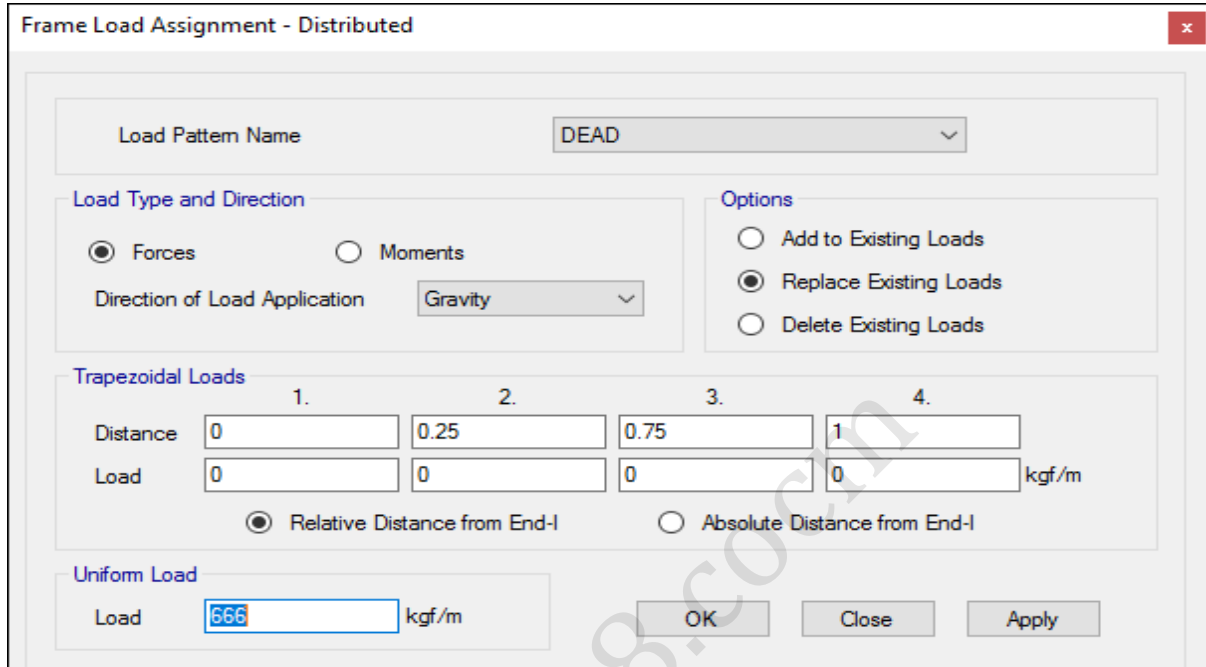 Frame Load Assignment - Distributed
x
Load Pattern Name DEAD
Load Type and Direction
Forces Moments
Direction of Load Application Gravity
Options
Add to Existing Loads
Replace Existing Loads
Delete Existing Loads
Trapezoidal Loads
1. 2. 3. 4.
Distance 0 0.25 0.75 1
Load 0 0 0 0 kgf/m
Relative Distance from End-I Absolute Distance from End-I
Uniform Load
Load 666 kgf/m
OK Close Apply
8.cocm